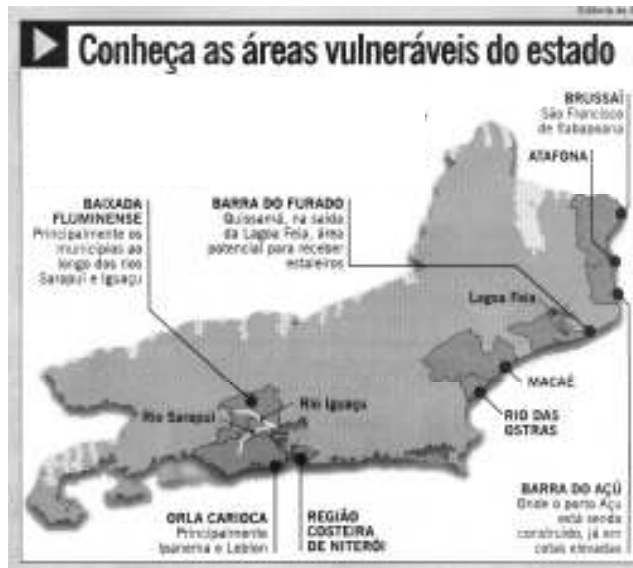 Conheça as áreas vulneráveis do estado
BRUSSAÍ
São Francisco
de Itabapoana
ATAFONA
BAIXADA
FLUMINENSE
Principalmente os
municípios ao
longo dos rios
Sarapuí e Iguaçu
BARRA DO FURADO
Quissamã, na saída
da Lagoa Feia, área
potencial para receber
estaleiros
Lagoa Feia
MACAÉ
RIO DAS
OSTRAS
Rio Sarapuí
Rio Iguaçu
ORLA CARIOCA
Principalmente
Ipanema e Leblon
REGIÃO
COSTEIRA
DE NITERÓI
BARRA DO AÇÚ
Onde o porto Açu
está sendo
construído, já em
cotas elevadas